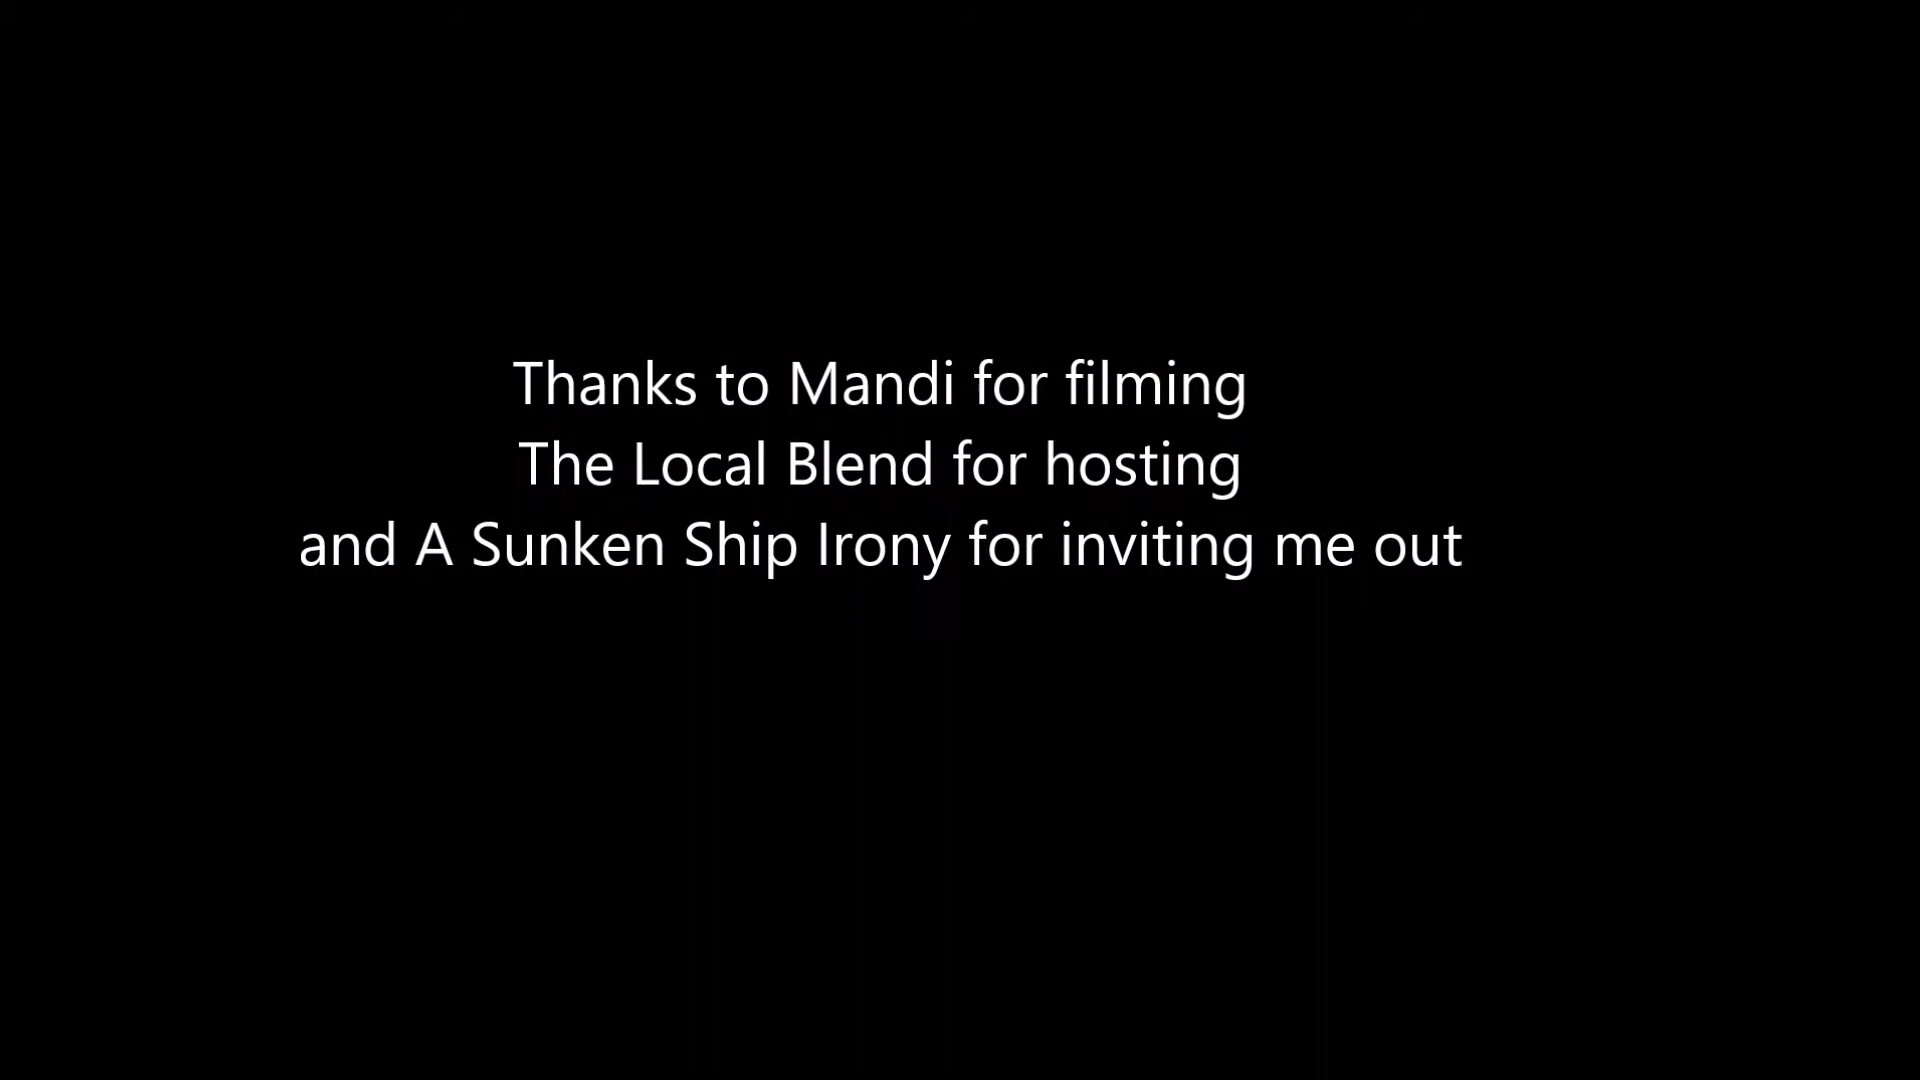 Thanks to Mandi for filming
The Local Blend for hosting
and A Sunken Ship Irony for inviting me out